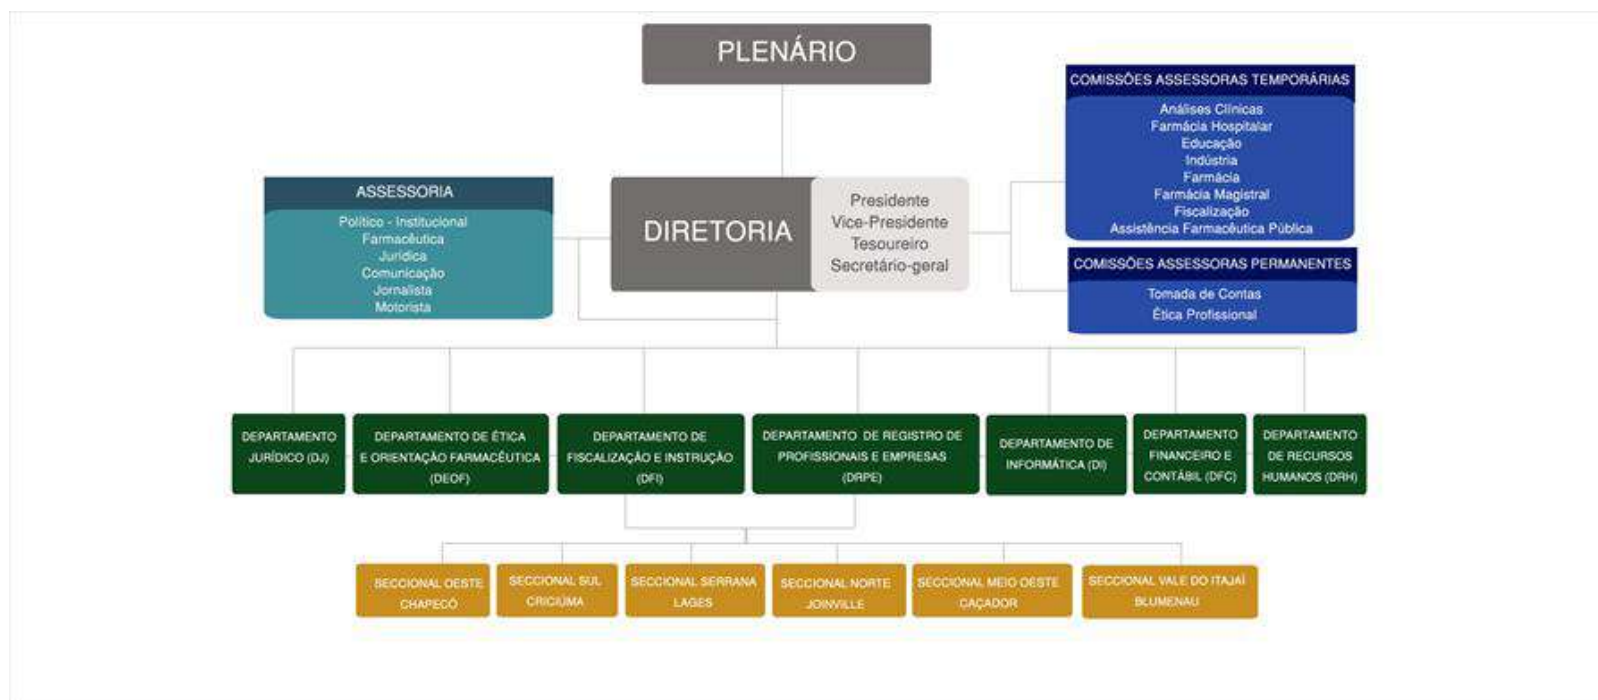 PLENÁRIO
COMISSÕES ASSESSORAS TEMPORÁRIAS
Análises Clínicas
Farmácia Hospitalar
Educação
Indústria
Farmácia
Farmácia Magistral
Fiscalização
Assistência Farmacêutica Pública
ASSESSORIA
Político - Institucional
Farmacêutica
Jurídica
Comunicação
Jornalista
Motorista
DIRETORIA
Presidente
Vice-Presidente
Tesoureiro
Secretário-geral
COMISSÕES ASSESSORAS PERMANENTES
Tomada de Contas
Ética Profissional
DEPARTAMENTO
JURÍDICO (DJ)
DEPARTAMENTO DE ÉTICA
E ORIENTAÇÃO FARMACÊUTICA
(DEOF)
DEPARTAMENTO DE
FISCALIZAÇÃO E INSTRUÇÃO
(DFI)
DEPARTAMENTO DE REGISTRO DE
PROFISSIONAIS E EMPRESAS
(DRPE)
DEPARTAMENTO DE
INFORMÁTICA (DI)
DEPARTAMENTO
FINANCEIRO E
CONTÁBIL (DFC)
DEPARTAMENTO
DE RECURSOS
HUMANOS (DRH)
SECCIONAL OESTE
CHAPECÓ
SECCIONAL SUL
CRICIÚMA
SECCIONAL SERRANA
LAGES
SECCIONAL NORTE
JOINVILLE
SECCIONAL MEIO OESTE
CAÇADOR
SECCIONAL VALE DO ITAJAÍ
BLUMENAU